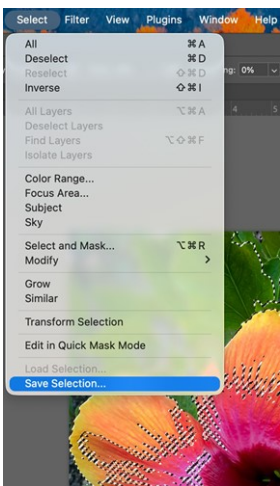 Select Filter View Plugins Window Help
All ⌘ A
Deselect ⌘ D
Reselect ⇧ ⌘ D
Inverse ⇧ ⌘ I
ng: 0%
All Layers ⌥ ⌘ A
4 5
Deselect Layers
Find Layers ⌥ ⇧ ⌘ F
Isolate Layers
Color Range...
Focus Area...
Subject
Sky
Select and Mask... ⌥ ⌘ R
Modify >
Grow
Similar
Transform Selection
Edit in Quick Mask Mode
Load Selection...
Save Selection...